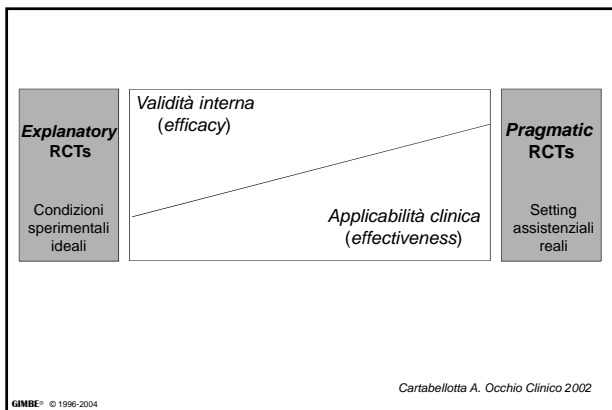 Explanatory
RCTs
Condizioni
sperimentali
ideali
Validità interna
(efficacy)
Applicabilità clinica
(effectiveness)
Pragmatic
RCTs
Setting
assistenziali
reali
Cartabellotta A. Occhio Clinico 2002
GIMBE® © 1996-2004